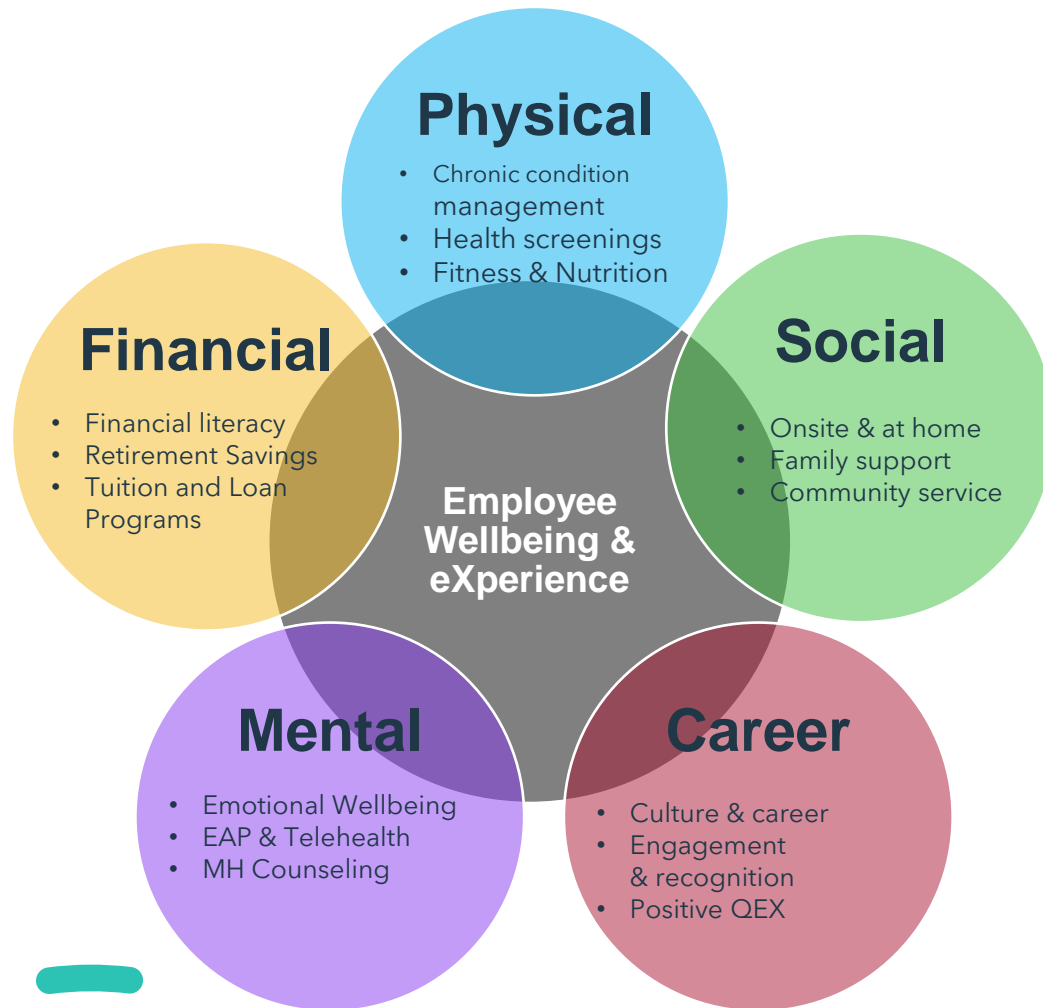 Physical
• Chronic condition
management
• Health screenings
• Fitness & Nutrition
Financial
• Financial literacy
• Retirement Savings
• Tuition and Loan
Programs
Social
• Onsite & at home
• Family support
• Community service
Employee
Wellbeing &
eXperience
Mental
• Emotional Wellbeing
• EAP & Telehealth
• MH Counseling
Career
• Culture & career
• Engagement
& recognition
• Positive QEX